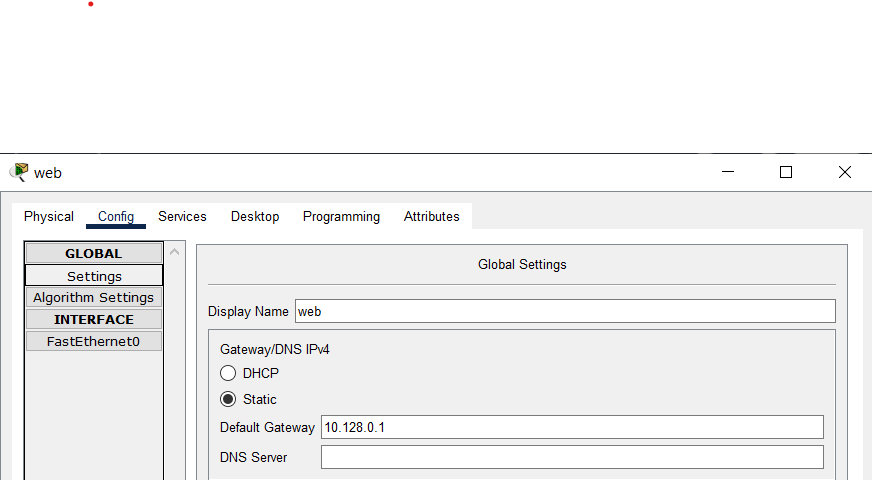 web
Physical Config Services Desktop Programming Attributes
GLOBAL
Settings
Algorithm Settings
INTERFACE
FastEthernet0
Global Settings
Display Name web
Gateway/DNS IPv4
DHCP
Static
Default Gateway 10.128.0.1
DNS Server